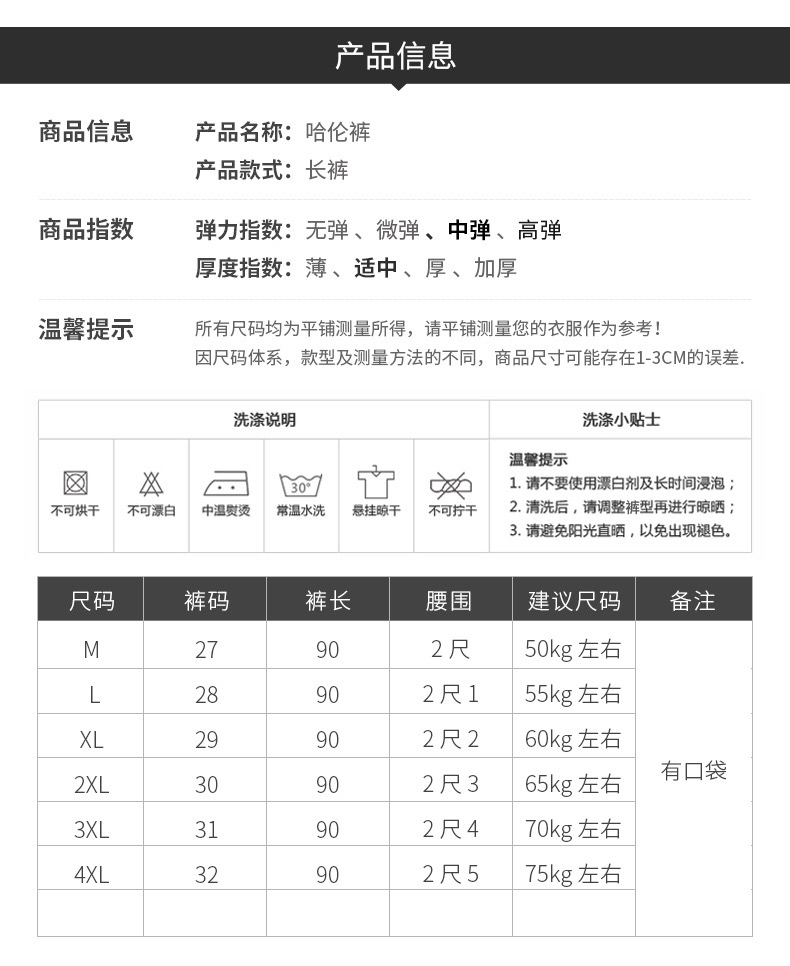 产品信息
商品信息 产品名称：哈伦裤
产品款式：长裤
商品指数 弹力指数：无弹、微弹、中弹、高弹
厚度指数：薄、适中、厚、加厚
温馨提示 所有尺码均为平铺测量所得，请平铺测量您的衣服作为参考！
因尺码体系，款型及测量方法的不同，商品尺寸可能存在1-3CM的误差.
洗涤说明 洗涤小贴士
30°
不可烘干 不可漂白 中温熨烫 常温水洗 悬挂晾干 不可拧干
温馨提示
1. 请不要使用漂白剂及长时间浸泡；
2. 清洗后，请调整裤型再进行晾晒；
3. 请避免阳光直晒，以免出现褪色。
尺码 裤码 裤长 腰围 建议尺码 备注
M 27 90 2 尺 50kg 左右
L 28 90 2 尺 1 55kg 左右
XL 29 90 2 尺 2 60kg 左右
有口袋
2XL 30 90 2 尺 3 65kg 左右
3XL 31 90 2 尺 4 70kg 左右
4XL 32 90 2 尺 5 75kg 左右